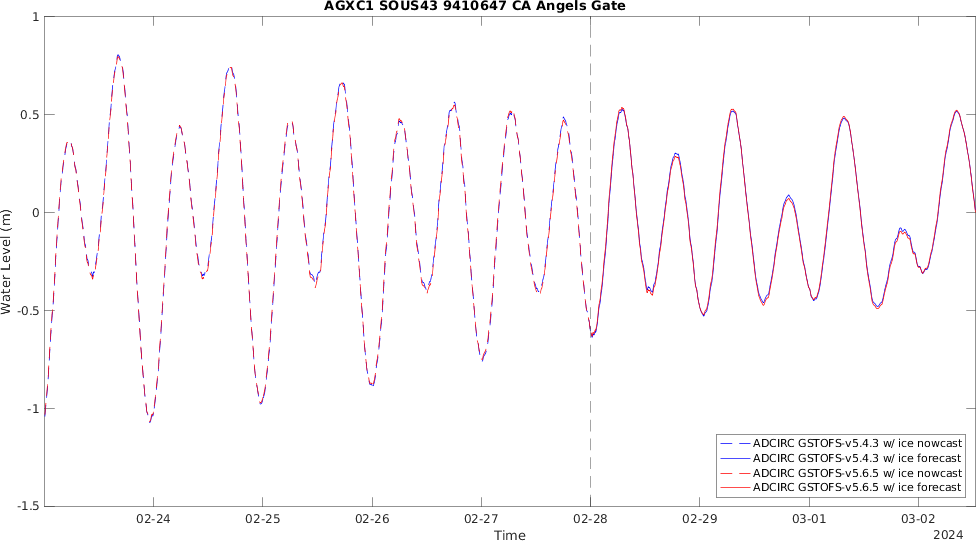 AGXC1 SOUS43 9410647 CA Angels Gate
1
0.5
0
-0.5
-1
-1.5
Water Level (m)
02-24 02-25 02-26 02-27 02-28 02-29 03-01 03-02
Time
2024
ADCIRC GSTOFS-v5.4.3 w/ ice nowcast
ADCIRC GSTOFS-v5.4.3 w/ ice forecast
ADCIRC GSTOFS-v5.6.5 w/ ice nowcast
ADCIRC GSTOFS-v5.6.5 w/ ice forecast